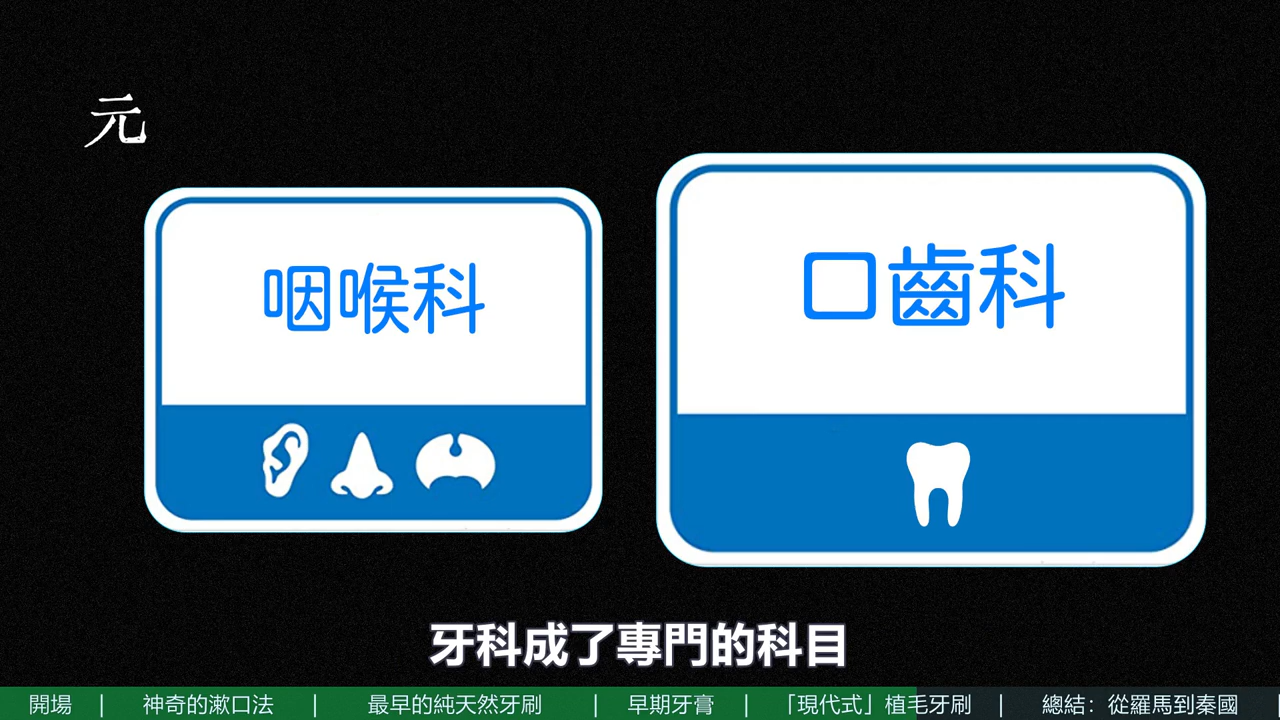 元
咽喉科
口齒科
牙科成了專門的科目
開場 | 神奇的漱口法 | 最早的純天然牙刷 | 早期牙膏 | 「現代式」植毛牙刷 | 總結：從羅馬到秦國